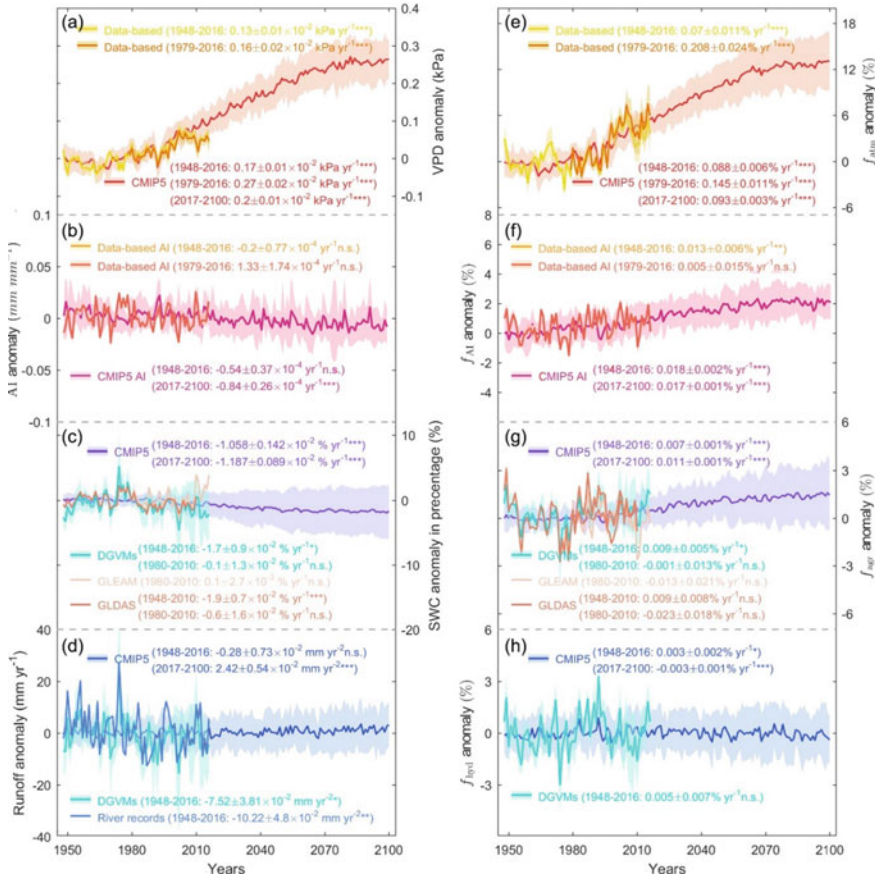 (a)
Data-based (1948-2016: 0.13±0.01×10⁻² kPa yr⁻¹***)
Data-based (1979-2016: 0.16±0.02×10⁻² kPa yr⁻¹***)
(1948-2016: 0.17±0.01×10⁻² kPa yr⁻¹***)
CMIP5 (1979-2016: 0.27±0.02×10⁻² kPa yr⁻¹***)
(2017-2100: 0.2±0.01×10⁻² kPa yr⁻¹***)
0.4
0.3
0.2
0.1
0
-0.1
VPD anomaly (kPa)
(b)
Data-based AI (1948-2016: -0.2±0.77×10⁻⁴ yr⁻¹n.s.)
Data-based AI (1979-2016: 1.33±1.74×10⁻⁴ yr⁻¹n.s.)
CMIP5 AI (1948-2016: -0.54±0.37×10⁻⁴ yr⁻¹n.s.)
(2017-2100: -0.84±0.26×10⁻⁴ yr⁻¹***)
0.1
0.05
0
-0.05
-0.1
AI anomaly (mm mm⁻¹)
(c)
CMIP5 (1948-2016: -1.058±0.142×10⁻² % yr⁻¹***)
(2017-2100: -1.187±0.089×10⁻² % yr⁻¹***)
DGVMs (1948-2016: -1.7±0.9×10⁻² % yr⁻¹*)
(1980-2010: -0.1±1.3×10⁻² % yr⁻¹n.s.)
GLEAM (1980-2010: 0.1±2.7×10⁻² % yr⁻¹n.s.)
GLDAS (1948-2010: -1.9±0.7×10⁻² % yr⁻¹***)
(1980-2010: -0.6±1.6×10⁻² % yr⁻¹n.s.)
10
0
-10
-20
SWC anomaly in precentage (%)
(d)
CMIP5 (1948-2016: -0.28±0.73×10⁻² mm yr⁻²n.s.)
(2017-2100: 2.42±0.54×10⁻² mm yr⁻²***)
DGVMs (1948-2016: -7.52±3.81×10⁻² mm yr⁻²*)
River records (1948-2016: -10.22±4.8×10⁻² mm yr⁻²**)
40
20
0
-20
-40
Runoff anomaly (mm yr⁻¹)
1950 1980 2010 2040 2070 2100
Years
(e)
Data-based (1948-2016: 0.07±0.011% yr⁻¹***)
Data-based (1979-2016: 0.208±0.024% yr⁻¹***)
(1948-2016: 0.088±0.006% yr⁻¹***)
CMIP5 (1979-2016: 0.145±0.011% yr⁻¹***)
(2017-2100: 0.093±0.003% yr⁻¹***)
18
12
6
0
-6
f_atm anomaly (%)
(f)
Data-based AI (1948-2016: 0.013±0.006% yr⁻¹**)
Data-based AI (1979-2016: 0.005±0.015% yr⁻¹n.s.)
CMIP5 AI (1948-2016: 0.018±0.002% yr⁻¹***)
(2017-2100: 0.017±0.001% yr⁻¹***)
8
6
4
2
0
-2
-4
f_AI anomaly (%)
(g)
CMIP5 (1948-2016: 0.007±0.001% yr⁻¹***)
(2017-2100: 0.011±0.001% yr⁻¹***)
DGVMs (1948-2016: 0.009±0.005% yr⁻¹*)
(1980-2010: -0.001±0.013% yr⁻¹n.s.)
GLEAM (1980-2010: -0.013±0.021% yr⁻¹n.s.)
GLDAS (1948-2010: 0.009±0.008% yr⁻¹n.s.)
(1980-2010: -0.023±0.018% yr⁻¹n.s.)
6
3
0
-3
-6
anomaly (%)
(h)
CMIP5 (1948-2016: 0.003±0.002% yr⁻¹*)
(2017-2100: -0.003±0.001% yr⁻¹***)
DGVMs (1948-2016: 0.005±0.007% yr⁻¹n.s.)
6
3
0
-3
f_hyd anomaly (%)
1950 1980 2010 2040 2070 2100
Years